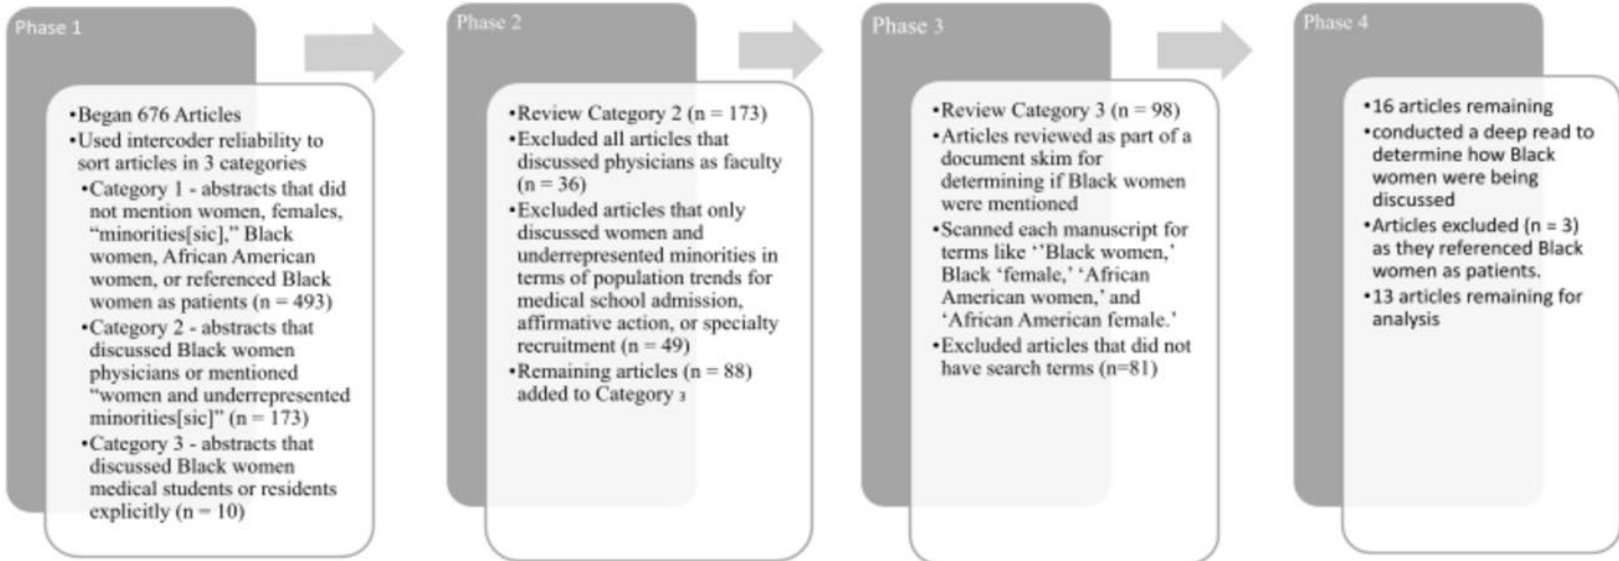 Phase 1
•Began 676 Articles
•Used intercoder reliability to
sort articles in 3 categories
•Category 1 - abstracts that did
not mention women, females,
“minorities[sic],” Black
women, African American
women, or referenced Black
women as patients (n = 493)
•Category 2 - abstracts that
discussed Black women
physicians or mentioned
“women and underrepresented
minorities[sic]” (n = 173)
•Category 3 - abstracts that
discussed Black women
medical students or residents
explicitly (n = 10)
Phase 2
•Review Category 2 (n = 173)
•Excluded all articles that
discussed physicians as faculty
(n = 36)
•Excluded articles that only
discussed women and
underrepresented minorities in
terms of population trends for
medical school admission,
affirmative action, or specialty
recruitment (n = 49)
•Remaining articles (n = 88)
added to Category 3
Phase 3
•Review Category 3 (n = 98)
•Articles reviewed as part of a
document skim for
determining if Black women
were mentioned
•Scanned each manuscript for
terms like ‘'Black women,’
Black ‘female,’ ‘African
American women,’ and
‘African American female.’
•Excluded articles that did not
have search terms (n=81)
Phase 4
•16 articles remaining
•conducted a deep read to
determine how Black
women were being
discussed
•Articles excluded (n = 3)
as they referenced Black
women as patients.
•13 articles remaining for
analysis